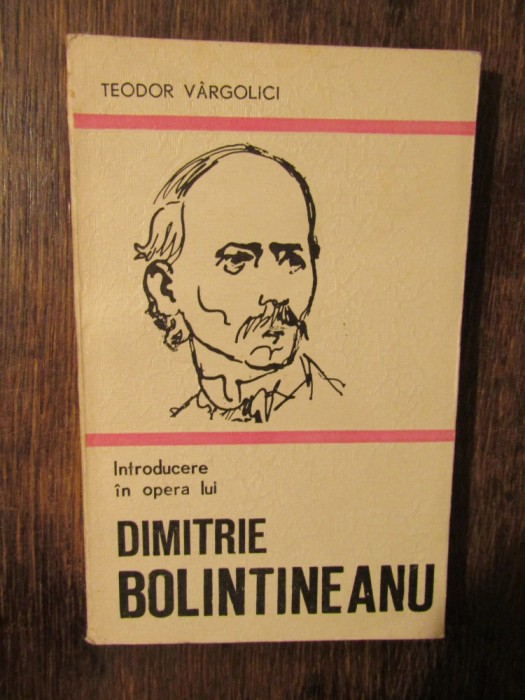 TEODOR VÂRGOLICI
Introducere
în opera lui
DIMITRIE
BOLINTINEANU